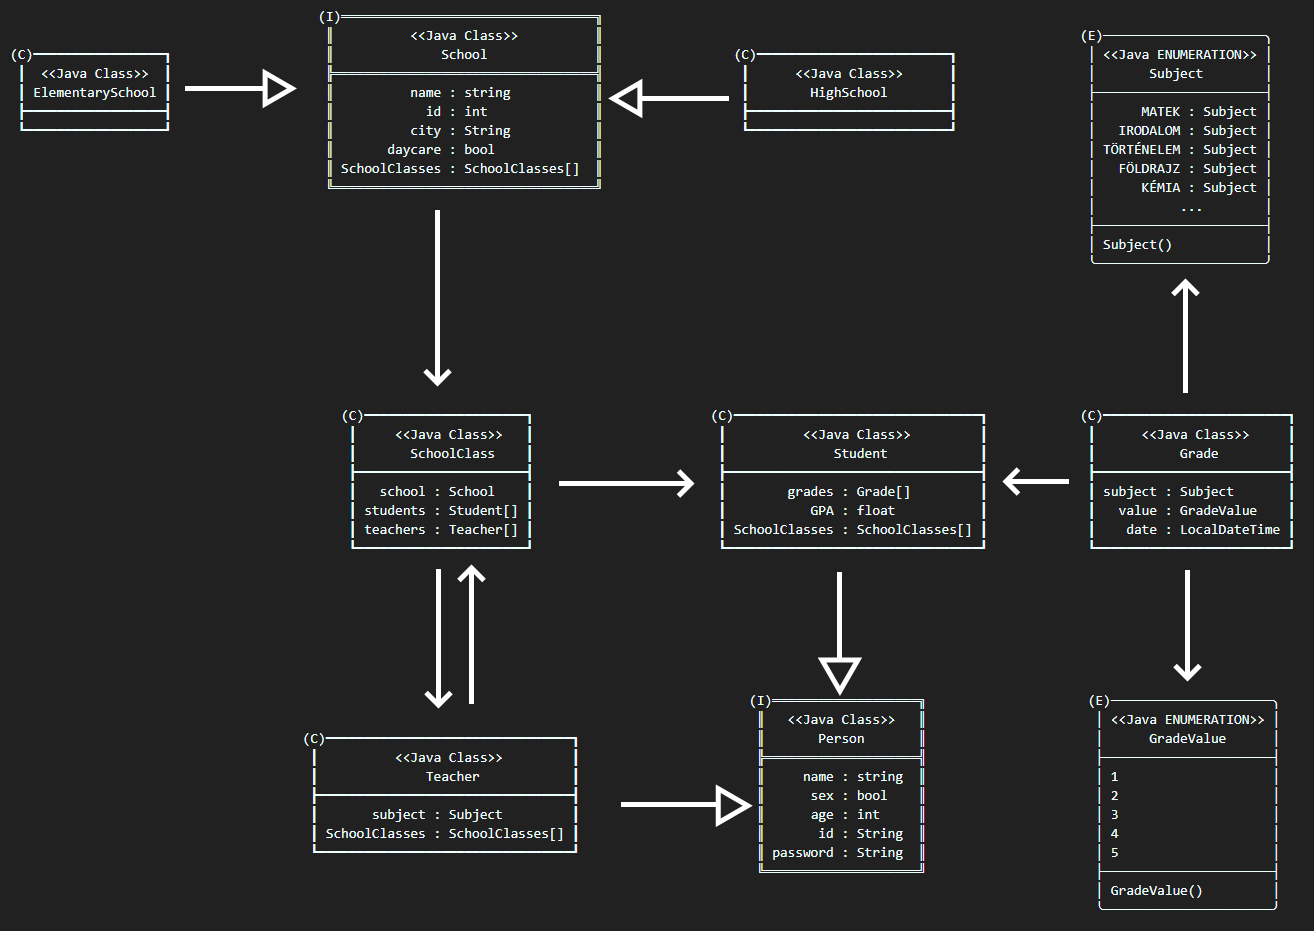 (C)
<<Java Class>>
ElementarySchool
(I)
<<Java Class>>
School
name : string
id : int
city : String
daycare : bool
SchoolClasses : SchoolClasses[]
(C)
<<Java Class>>
HighSchool
(E)
<<Java ENUMERATION>>
Subject
MATEK : Subject
IRODALOM : Subject
TÖRTÉNELEM : Subject
FÖLDRAJZ : Subject
KÉMIA : Subject
...
Subject()
(C)
<<Java Class>>
SchoolClass
school : School
students : Student[]
teachers : Teacher[]
(C)
<<Java Class>>
Student
grades : Grade[]
GPA : float
SchoolClasses : SchoolClasses[]
(C)
<<Java Class>>
Grade
subject : Subject
value : GradeValue
date : LocalDateTime
(C)
<<Java Class>>
Teacher
subject : Subject
SchoolClasses : SchoolClasses[]
(I)
<<Java Class>>
Person
name : string
sex : bool
age : int
id : String
password : String
(E)
<<Java ENUMERATION>>
GradeValue
1
2
3
4
5
GradeValue()